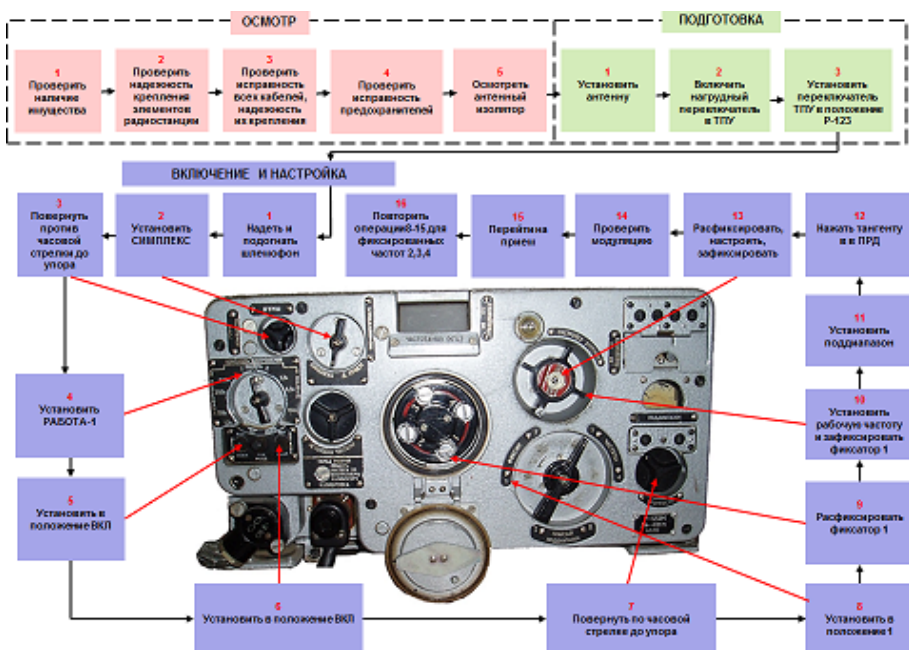 ОСМОТР
ПОДГОТОВКА
1
Проверить
наличие
имущества
2
Проверить
надежность
крепления
элементов
радиостанции
3
Проверить
исправность
всех кабелей,
надежность,
их крепления
4
Проверить
исправность
предохранителей
5
Осмотреть
антенный
изолятор
1
Установить
антенну
2
Включить
нагрудный
переключатель
в ТПУ
3
Установить
переключатель
ТПУ в положение
Р-123
ВКЛЮЧЕНИЕ И НАСТРОЙКА
1
Надеть и
подогнать
шлемофон
2
Установить
СИМПЛЕКС
3
Повернуть
против
часовой
стрелки до
упора
4
Установить
РАБОТА-1
5
Установить в
положение ВКЛ
6
Установить в положение ВКЛ
7
Повернуть по часовой
стрелке до упора
8
Установить в
положение 1
9
Расфиксировать
фиксатор 1
10
Установить
рабочую частоту
и зафиксировать
фиксатор 1
11
Установить
поддиапазон
12
Нажать тангенту
в в ПРД
13
Расфиксировать,
настроить,
зафиксировать
14
Проверить
модуляцию
15
Перейти на
прием
16
Повторить
операции 8-15 для
фиксированных
частот 2,3,4